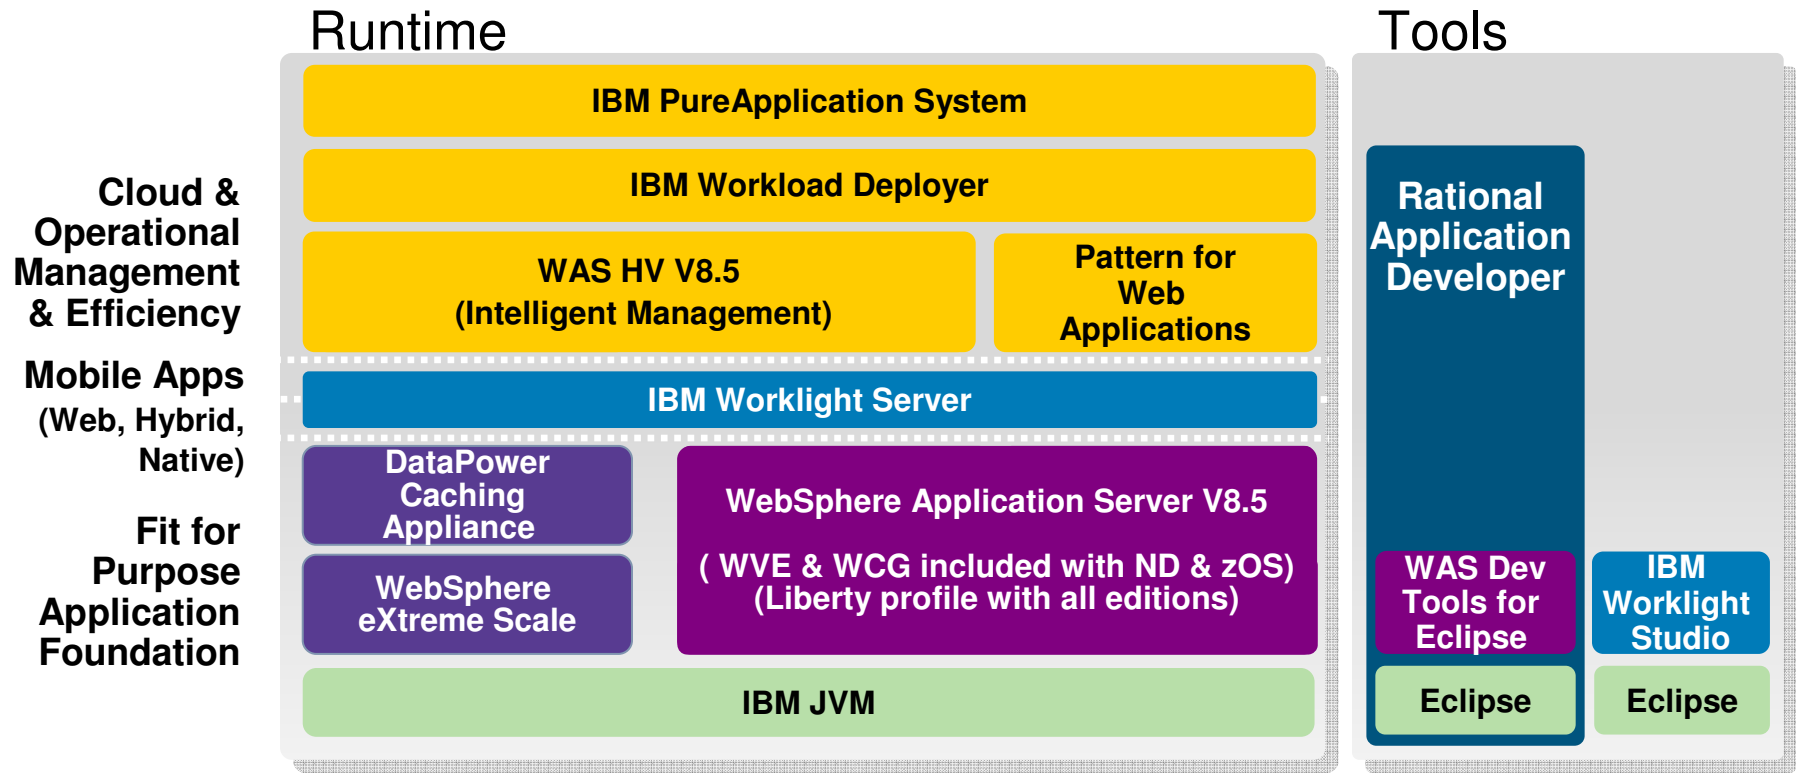 Runtime
Tools
Cloud &
Operational
Management
& Efficiency
Mobile Apps
(Web, Hybrid,
Native)
Fit for
Purpose
Application
Foundation
IBM PureApplication System
IBM Workload Deployer
WAS HV V8.5
(Intelligent Management)
Pattern for
Web
Applications
IBM Worklight Server
DataPower
Caching
Appliance
WebSphere
eXtreme Scale
WebSphere Application Server V8.5
( WVE & WCG included with ND & zOS)
(Liberty profile with all editions)
IBM JVM
Rational
Application
Developer
WAS Dev
Tools for
Eclipse
Eclipse
IBM
Worklight
Studio
Eclipse